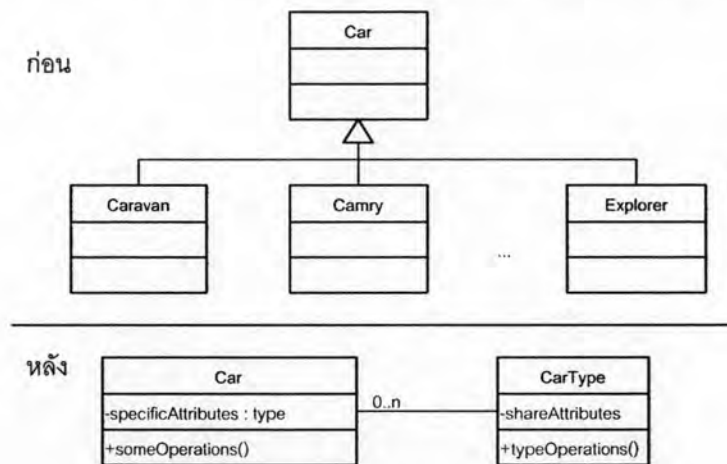 ก่อน
Car
Caravan
Camry
...
Explorer
หลัง
Car
-specificAttributes : type
+someOperations()
0..n
CarType
-shareAttributes
+typeOperations()